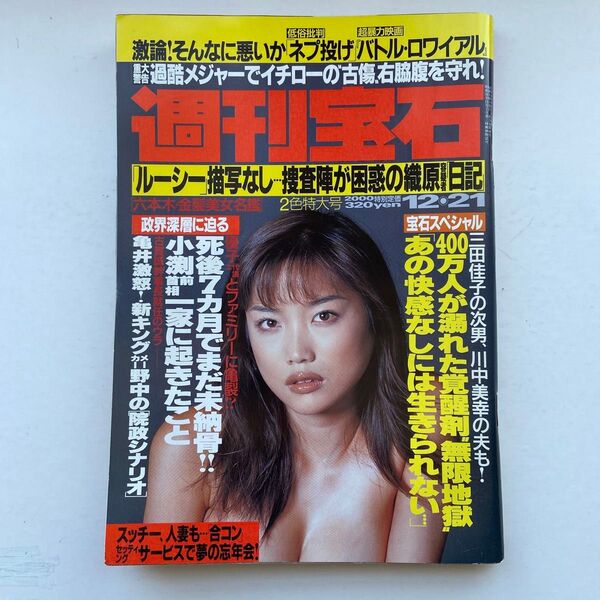 低俗批判
超暴力映画
激論!そんなに悪いか「ネプ投げ」「バトル・ロワイアル」
重大警告
過酷メジャーでイチローの“古傷”右脇腹を守れ!
週刊宝石
「ルーシー」描写なし…捜査陣が困惑の織原容疑者日記
六本木・金髪美女名鑑
2色特大号
2000 特別定価
320yen
12・21
宝石スペシャル
三田佳子の次男、川中美幸の夫も!
400万人が溺れた覚醒剤“無限地獄”
「あの快感なしには生きられない…」
政界深層に迫る
とファミリーに亀裂!?
死後7カ月でまだ未納骨!!
小渕前首相一家に起きたこと
亀井激怒!新キングメーカー野中の「院政シナリオ」
スッチー、人妻も…合コン
セッティング
サービスで夢の忘年会!